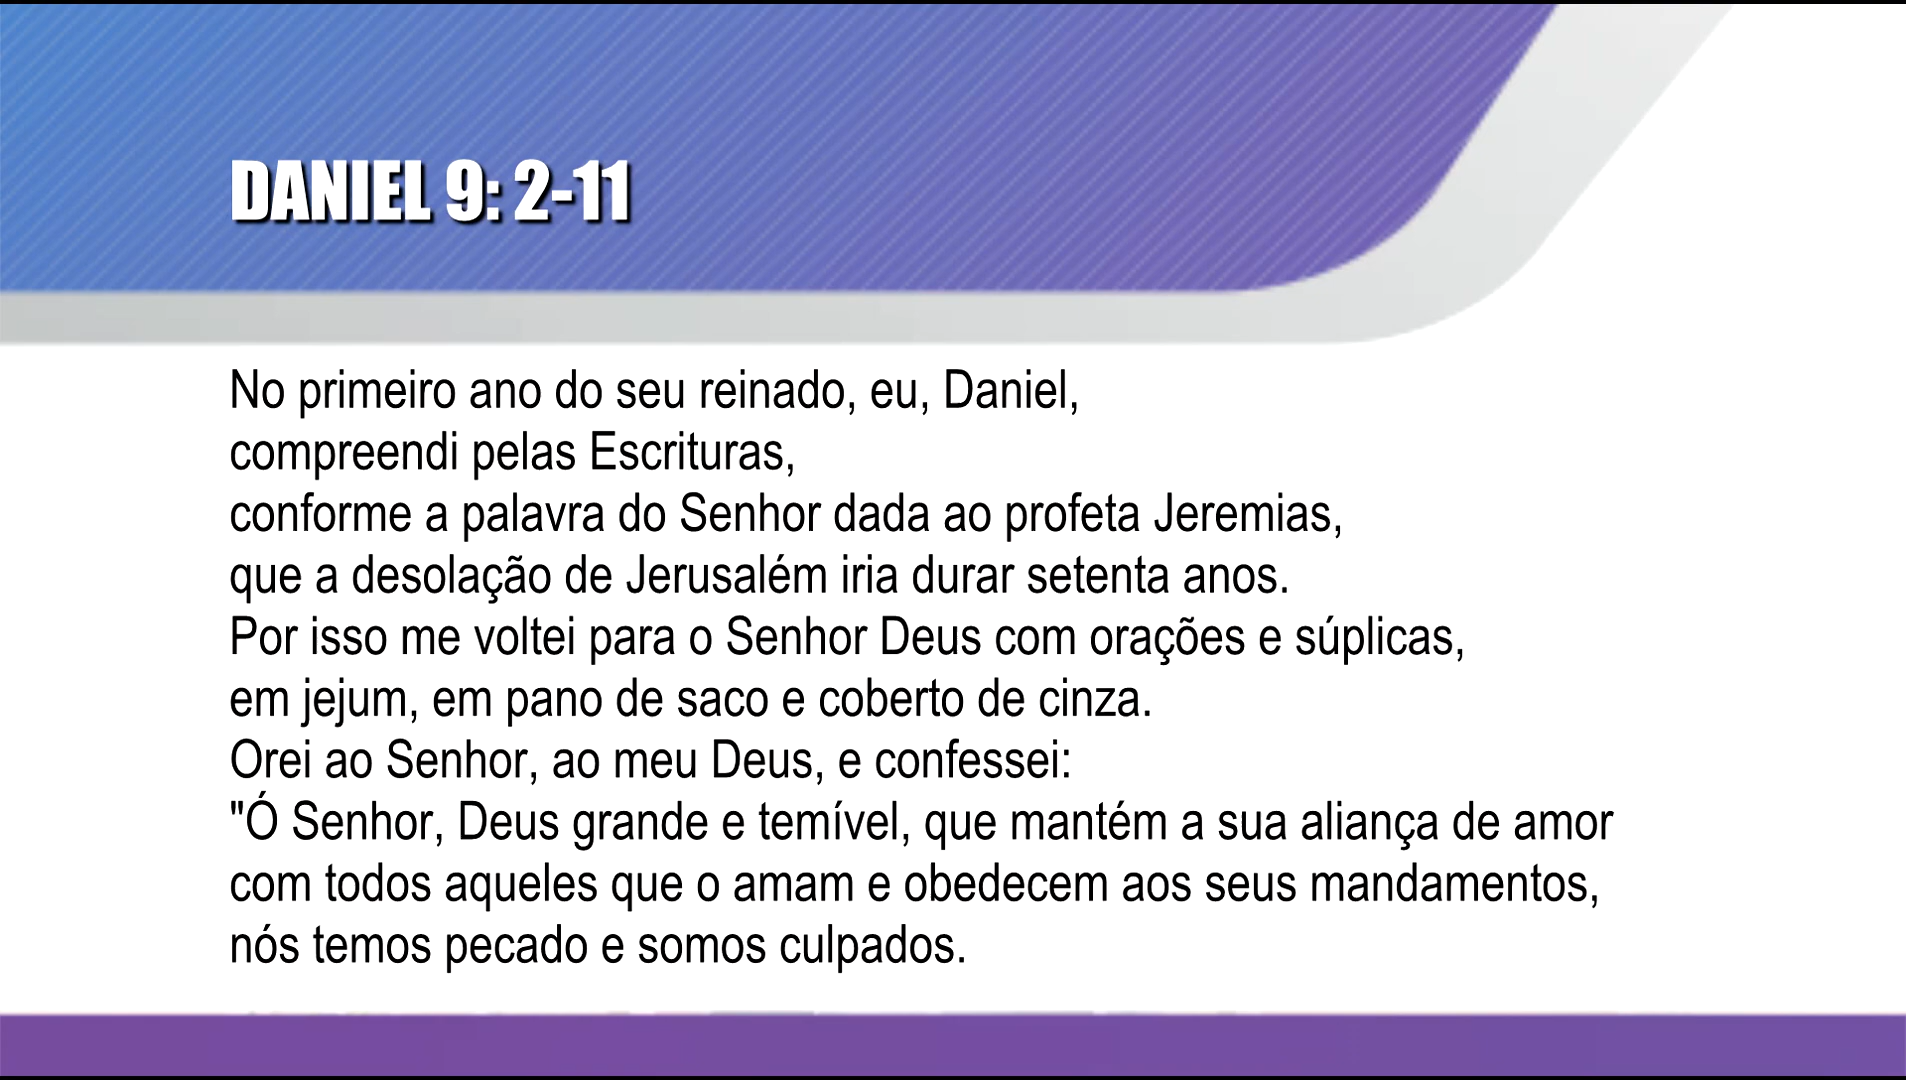 DANIEL 9: 2-11
No primeiro ano do seu reinado, eu, Daniel,
compreendi pelas Escrituras,
conforme a palavra do Senhor dada ao profeta Jeremias,
que a desolação de Jerusalém iria durar setenta anos.
Por isso me voltei para o Senhor Deus com orações e súplicas,
em jejum, em pano de saco e coberto de cinza.
Orei ao Senhor, ao meu Deus, e confessei:
"Ó Senhor, Deus grande e temível, que mantém a sua aliança de amor
com todos aqueles que o amam e obedecem aos seus mandamentos,
nós temos pecado e somos culpados.